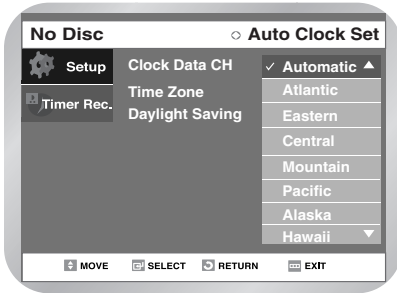 No Disc ◇ Auto Clock Set
Setup
Timer Rec.
Clock Data CH
Time Zone
Daylight Saving
✓ Automatic ▲
Atlantic
Eastern
Central
Mountain
Pacific
Alaska
Hawaii ▼
MOVE SELECT RETURN EXIT